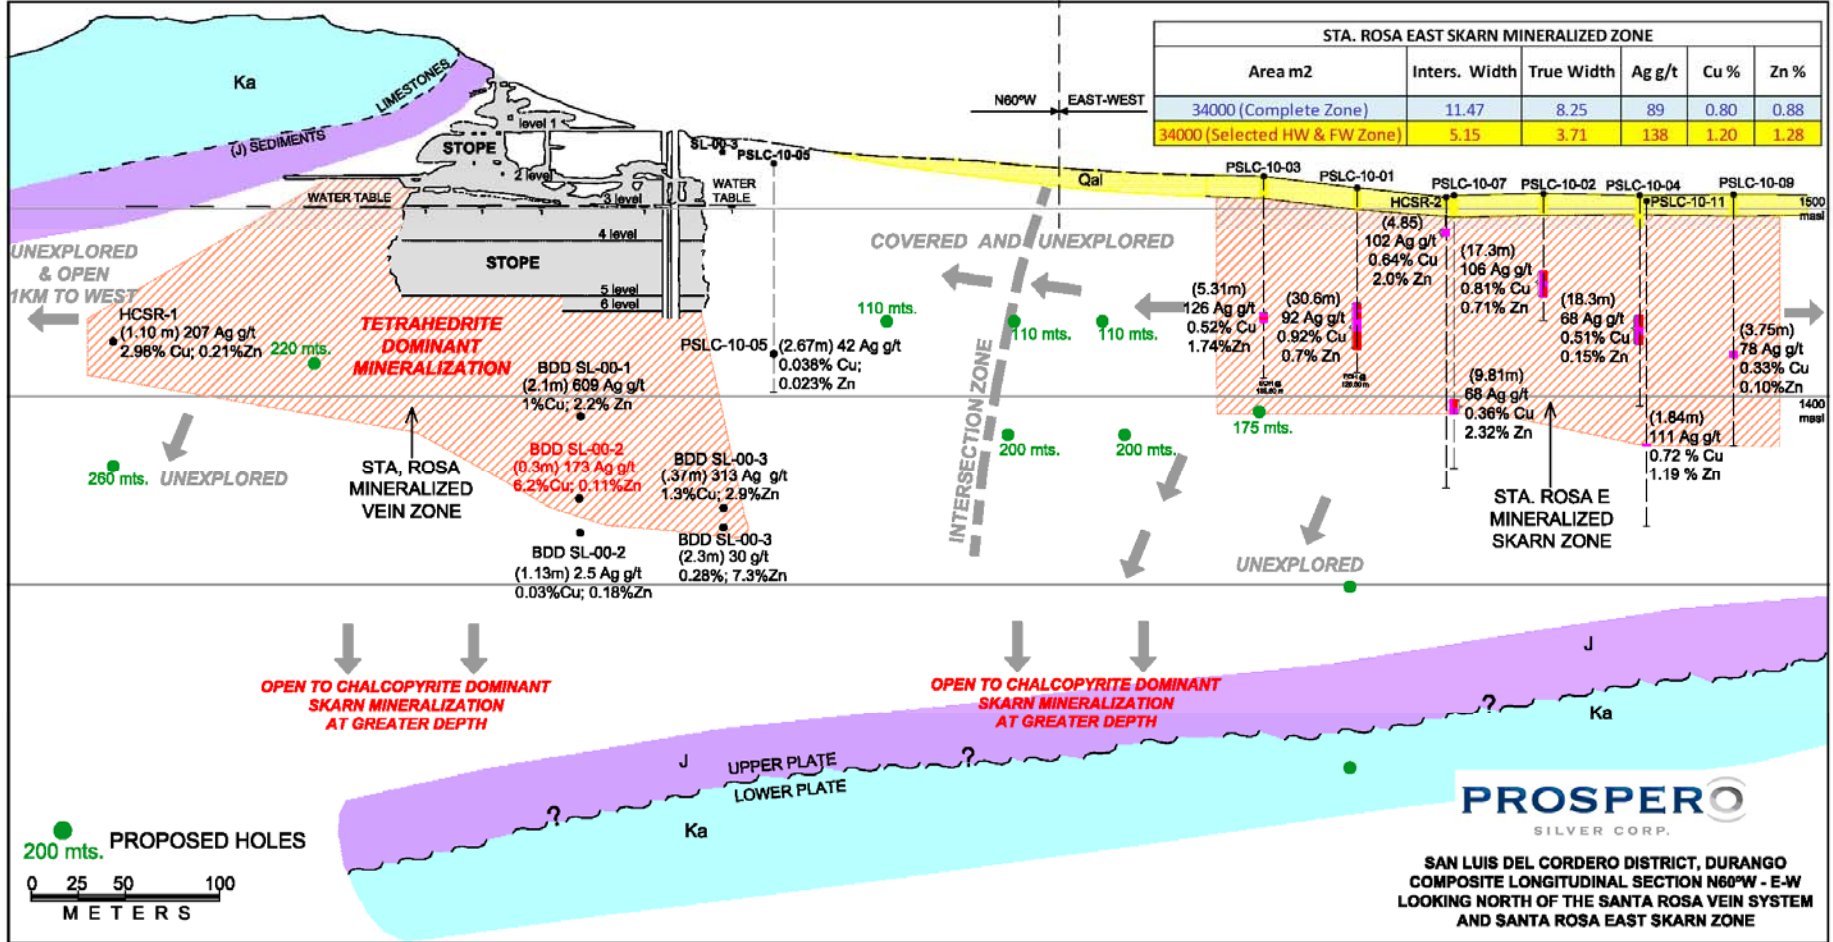 STA. ROSA EAST SKARN MINERALIZED ZONE
Area m2 Inters. Width True Width Ag g/t Cu % Zn %
34000 (Complete Zone) 11.47 8.25 89 0.80 0.88
34000 (Selected HW & FW Zone) 5.15 3.71 138 1.20 1.28
N60ºW EAST-WEST
Ka
LIMESTONES
(J) SEDIMENTS
level 1
STOPE
2 level
3 level
4 level
STOPE
5 level
6 level
WATER TABLE
WATER
TABLE
SL-00-3
PSLC-10-05
Qal
PSLC-10-03
PSLC-10-01
PSLC-10-07
PSLC-10-02
PSLC-10-04
PSLC-10-09
HCSR-2
PSLC-10-11
1500
masl
1400
masl
UNEXPLORED
& OPEN
1KM TO WEST
COVERED AND UNEXPLORED
HCSR-1
(1.10 m) 207 Ag g/t
2.98% Cu; 0.21%Zn
220 mts.
TETRAHEDRITE
DOMINANT
MINERALIZATION
260 mts.
UNEXPLORED
STA, ROSA
MINERALIZED
VEIN ZONE
BDD SL-00-1
(2.1m) 609 Ag g/t
1%Cu; 2.2% Zn
BDD SL-00-2
(0.3m) 173 Ag g/t
6.2%Cu; 0.11%Zn
BDD SL-00-2
(1.13m) 2.5 Ag g/t
0.03%Cu; 0.18%Zn
BDD SL-00-3
(.37m) 313 Ag g/t
1.3%Cu; 2.9%Zn
BDD SL-00-3
(2.3m) 30 g/t
0.28%; 7.3%Zn
PSLC-10-05
(2.67m) 42 Ag g/t
0.038% Cu;
0.023% Zn
110 mts.
110 mts.
110 mts.
INTERSECTION ZONE
200 mts.
200 mts.
175 mts.
(5.31m)
126 Ag g/t
0.52% Cu
1.74%Zn
(30.6m)
92 Ag g/t
0.92% Cu
0.7% Zn
(4.85)
102 Ag g/t
0.64% Cu
2.0% Zn
(17.3m)
106 Ag g/t
0.81% Cu
0.71% Zn
(18.3m)
68 Ag g/t
0.51% Cu
0.15% Zn
(3.75m)
78 Ag g/t
0.33% Cu
0.10%Zn
(9.81m)
68 Ag g/t
0.36% Cu
2.32% Zn
(1.84m)
111 Ag g/t
0.72 % Cu
1.19 % Zn
STA. ROSA E
MINERALIZED
SKARN ZONE
UNEXPLORED
OPEN TO CHALCOPYRITE DOMINANT
SKARN MINERALIZATION
AT GREATER DEPTH
OPEN TO CHALCOPYRITE DOMINANT
SKARN MINERALIZATION
AT GREATER DEPTH
J
Ka
?
J
UPPER PLATE
LOWER PLATE
?
?
Ka
200 mts. PROPOSED HOLES
0 25 50 100
METERS
PROSPERO
SILVER CORP.
SAN LUIS DEL CORDERO DISTRICT, DURANGO
COMPOSITE LONGITUDINAL SECTION N60ºW - E-W
LOOKING NORTH OF THE SANTA ROSA VEIN SYSTEM
AND SANTA ROSA EAST SKARN ZONE